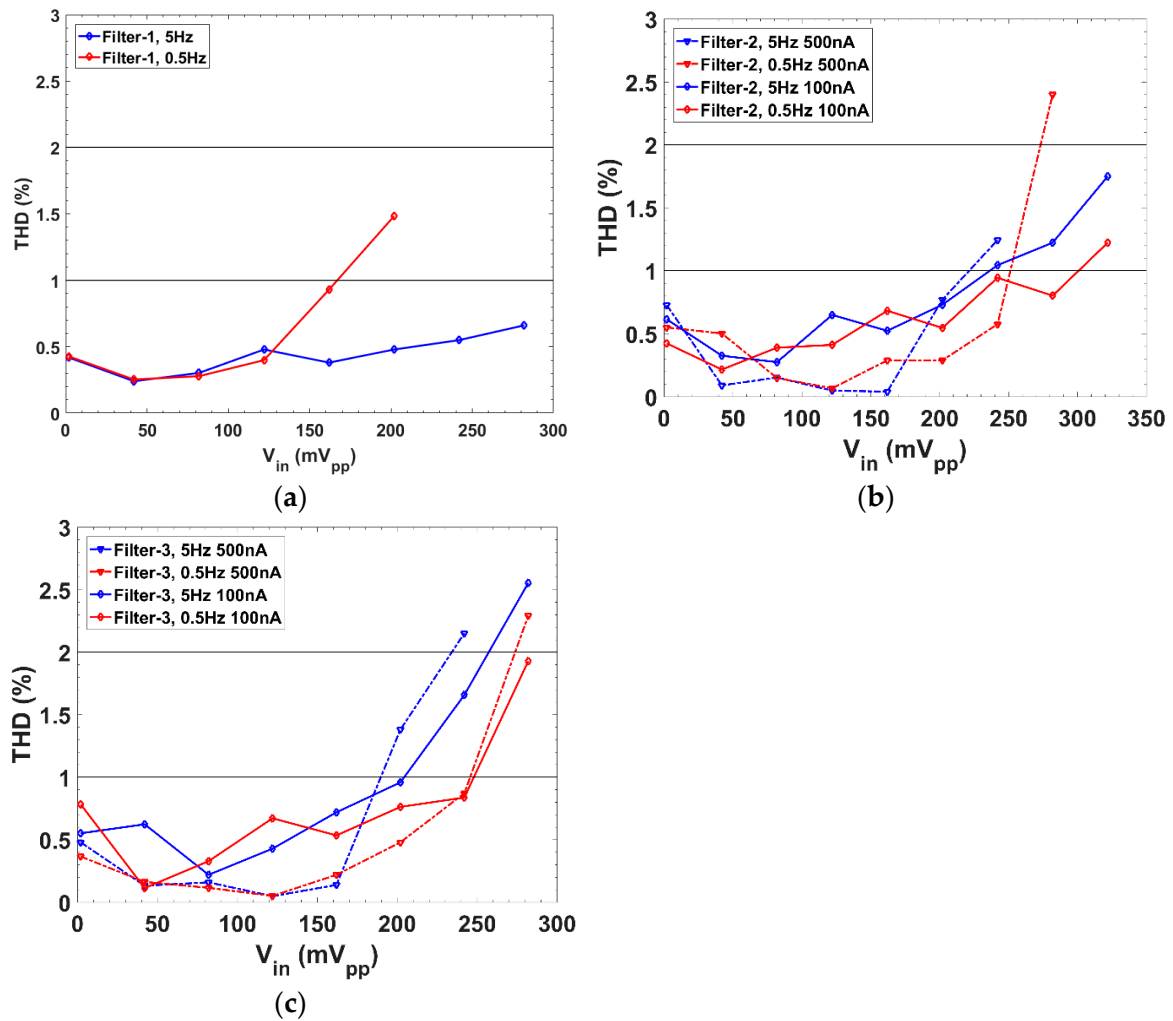 3
2.5
2
1.5
1
0.5
0
THD (%)
Filter-1, 5Hz
Filter-1, 0.5Hz
0 50 100 150 200 250 300
V_in (mV_pp)
(a)
3
2.5
2
1.5
1
0.5
0
THD (%)
Filter-2, 5Hz 500nA
Filter-2, 0.5Hz 500nA
Filter-2, 5Hz 100nA
Filter-2, 0.5Hz 100nA
0 50 100 150 200 250 300 350
V_in (mV_pp)
(b)
3
2.5
2
1.5
1
0.5
0
THD (%)
Filter-3, 5Hz 500nA
Filter-3, 0.5Hz 500nA
Filter-3, 5Hz 100nA
Filter-3, 0.5Hz 100nA
0 50 100 150 200 250 300
V_in (mV_pp)
(c)